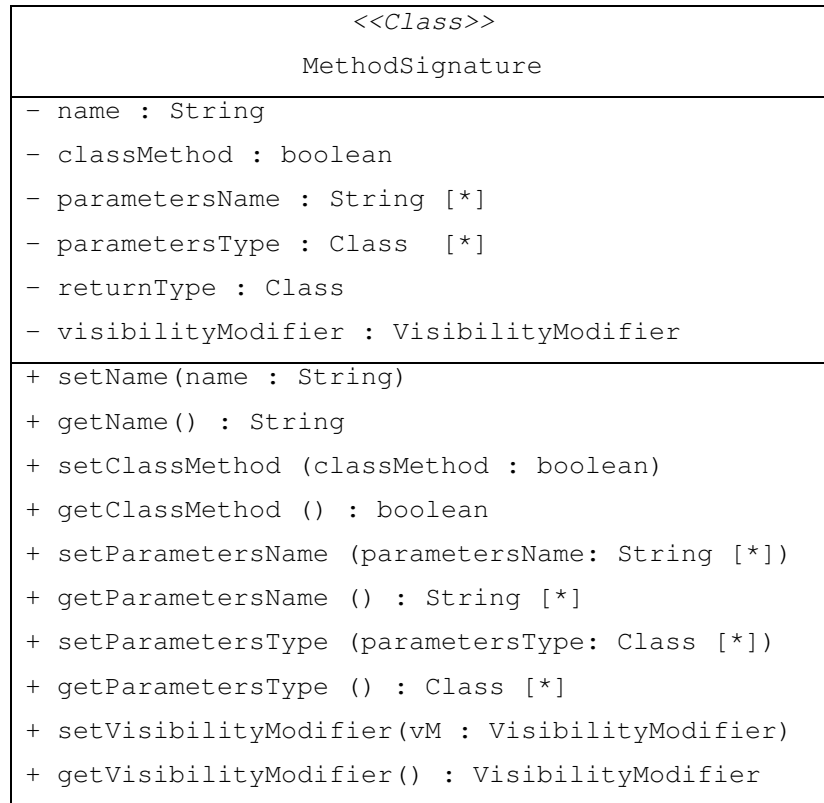 <<Class>>
MethodSignature
- name : String
- classMethod : boolean
- parametersName : String [*]
- parametersType : Class [*]
- returnType : Class
- visibilityModifier : VisibilityModifier
+ setName(name : String)
+ getName() : String
+ setClassMethod (classMethod : boolean)
+ getClassMethod () : boolean
+ setParametersName (parametersName: String [*])
+ getParametersName () : String [*]
+ setParametersType (parametersType: Class [*])
+ getParametersType () : Class [*]
+ setVisibilityModifier(vM : VisibilityModifier)
+ getVisibilityModifier() : VisibilityModifier